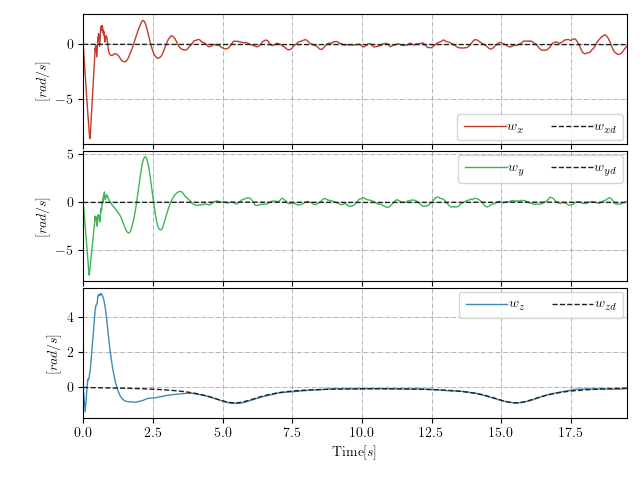 0
−5
[rad/s]
w_x w_xd
5
0
−5
[rad/s]
w_y w_yd
4
2
0
[rad/s]
w_z w_zd
0.0 2.5 5.0 7.5 10.0 12.5 15.0 17.5
Time[s]